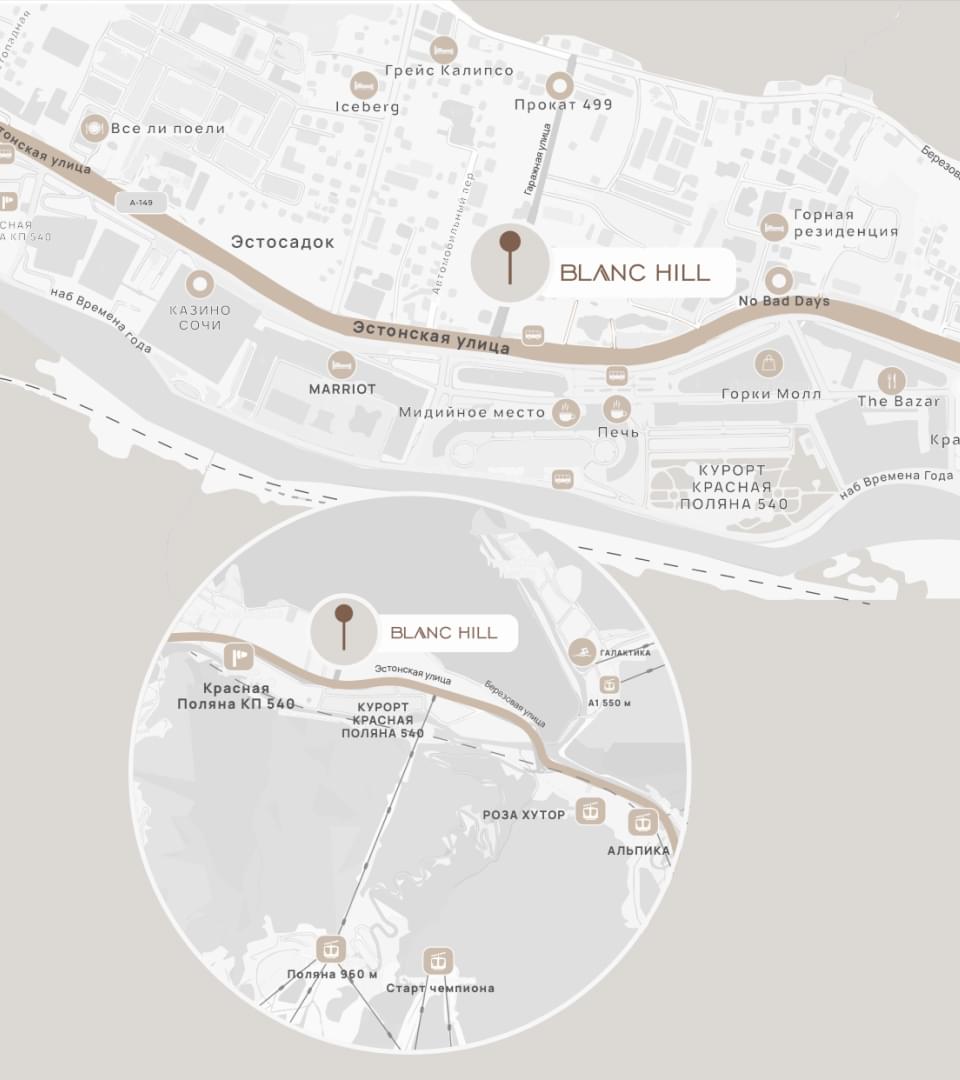 Грейс Калипсо
Iceberg
Прокат 499
Все ли поели
Гаражная улица
Автомобильный пер
А-149
Эстосадок
Горная
резиденция
BLANC HILL
No Bad Days
КАЗИНО
СОЧИ
наб Времена года
Эстонская улица
MARRIOT
Горки Молл
The Bazar
Мидийное место
Печь
КУРОРТ
КРАСНАЯ
ПОЛЯНА 540
наб Времена Года
BLANC HILL
ГАЛАКТИКА
А1 550 м
Эстонская улица
Березовая улица
Красная
Поляна КП 540
КУРОРТ
КРАСНАЯ
ПОЛЯНА 540
РОЗА ХУТОР
АЛЬПИКА
Поляна 960 м
Старт чемпиона